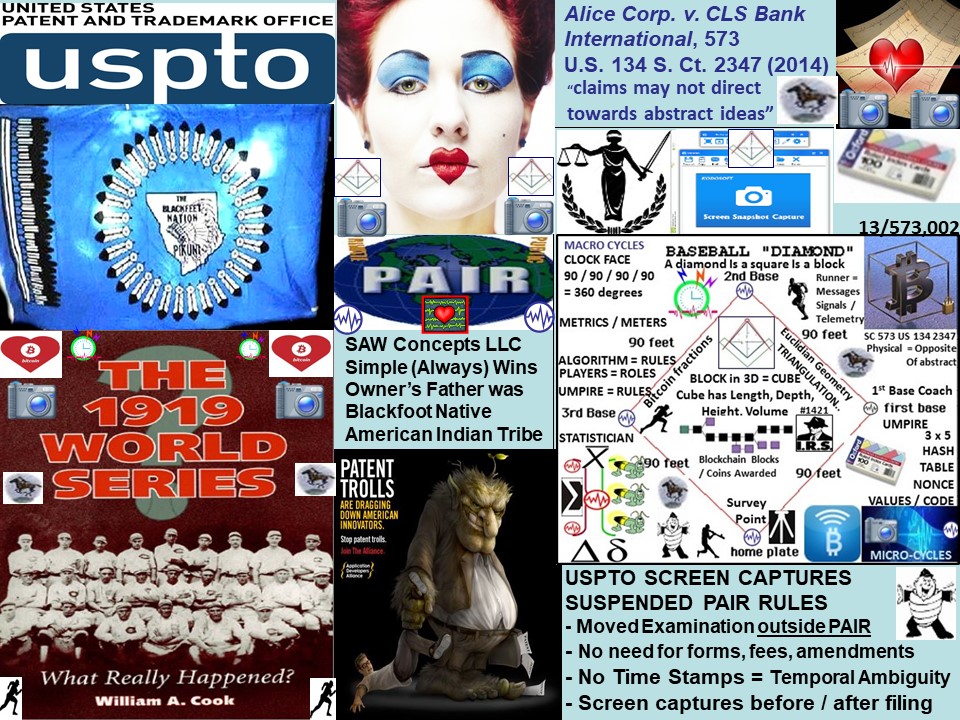 UNITED STATES
PATENT AND TRADEMARK OFFICE
uspto
THE
BLACKFEET
NATION
PIKUNI
bitcoin
bitcoin
THE
1919
WORLD
SERIES
What Really Happened?
William A. Cook
PRIVATE
PUBLIC
PAIR
SAW Concepts LLC
Simple (Always) Wins
Owner’s Father was
Blackfoot Native
American Indian Tribe
PATENT
TROLLS
ARE DRAGGING
DOWN AMERICAN
INNOVATORS.
Stop patent trolls.
Join The Alliance.
Application
Developers
Alliance
Alice Corp. v. CLS Bank
International, 573
U.S. 134 S. Ct. 2347 (2014)
“claims may not direct
towards abstract ideas”
Screen Snapshot Capture
Oxford
100
13/573,002
MACRO CYCLES
CLOCK FACE
90 / 90 / 90 / 90
= 360 degrees
BASEBALL "DIAMOND"
A diamond Is a square Is a block
2nd Base
Runner =
Messages
Signals /
Telemetry
90 feet
METRICS / METERS
90 feet
SC 573 US 134 2347
Physical = Opposite
Of abstract
ALGORITHM = RULES
PLAYERS = ROLES
UMPIRE = RULES
Bitcoin fractions
Euclidian Geometry
TRIANGULATION..
BLOCK in 3D = CUBE
Cube has Length, Depth,
Height. Volume
1st Base Coach
first base
UMPIRE
3rd Base
#1421
I.R.S.
STATISTICIAN
3 x 5
HASH
TABLE
NONCE
VALUES / CODE
Oxford
100
90 feet
Blockchain Blocks
/ Coins Awarded
90 feet
X
Σ
Δ δ
Survey
Point
home plate
MICRO-CYCLES
USPTO SCREEN CAPTURES
SUSPENDED PAIR RULES
- Moved Examination outside PAIR
- No need for forms, fees, amendments
- No Time Stamps = Temporal Ambiguity
- Screen captures before / after filing